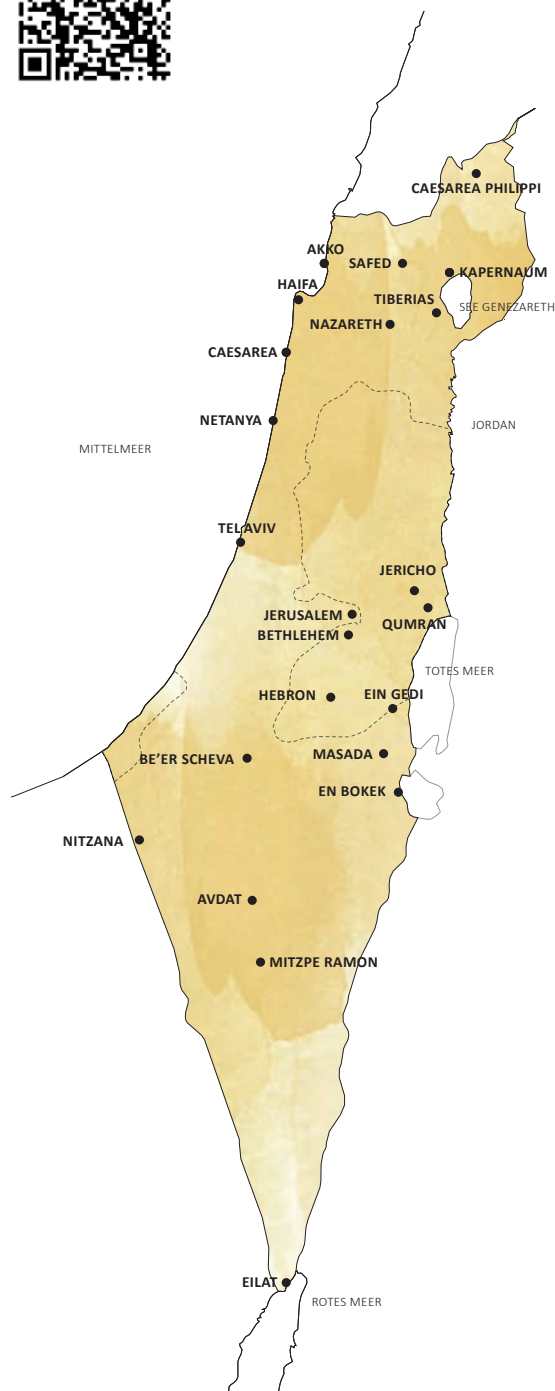 CAESAREA PHILIPPI
AKKO
SAFED
KAPERNAUM
HAIFA
TIBERIAS
SEE GENEZARETH
NAZARETH
CAESAREA
NETANYA
JORDAN
MITTELMEER
TEL AVIV
JERICHO
JERUSALEM
QUMRAN
BETHLEHEM
TOTES MEER
HEBRON
EIN GEDI
MASADA
BE’ER SCHEVA
EN BOKEK
NITZANA
AVDAT
MITZPE RAMON
EILAT
ROTES MEER